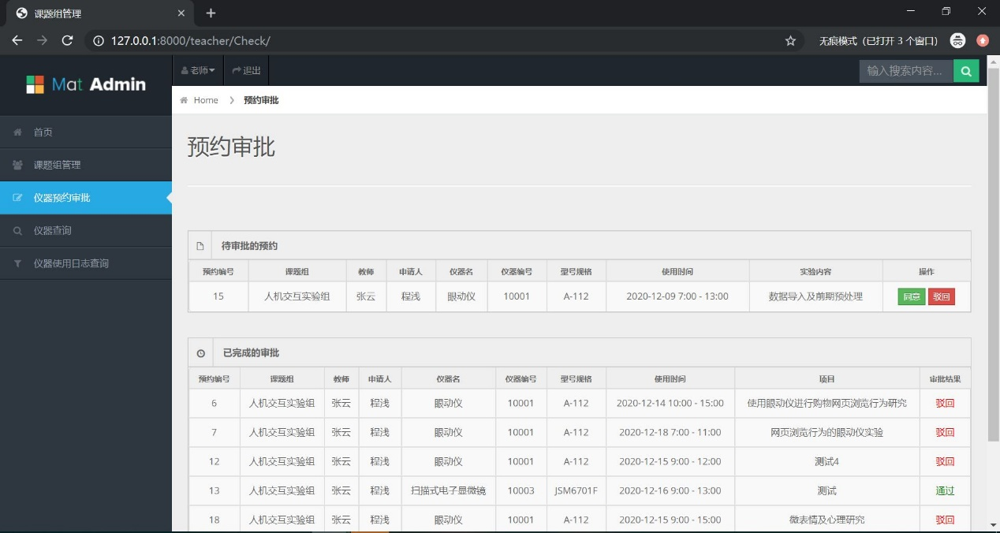 课题组管理
127.0.0.1:8000/teacher/Check/
无痕模式（已打开 3 个窗口）
Mat Admin
老师 退出
输入搜索内容...
Home 预约审批
首页
课题组管理
仪器预约审批
仪器查询
仪器使用日志查询
预约审批
待审批的预约
预约编号 课题组 教师 申请人 仪器名 仪器编号 型号规格 使用时间 实验内容 操作
15 人机交互实验组 张云 程浅 眼动仪 10001 A-112 2020-12-09 7:00 - 13:00 数据导入及前期预处理 同意 驳回
已完成的审批
预约编号 课题组 教师 申请人 仪器名 仪器编号 型号规格 使用时间 项目 审批结果
6 人机交互实验组 张云 程浅 眼动仪 10001 A-112 2020-12-14 10:00 - 15:00 使用眼动仪进行购物网页浏览行为研究 驳回
7 人机交互实验组 张云 程浅 眼动仪 10001 A-112 2020-12-18 7:00 - 11:00 网页浏览行为的眼动仪实验 驳回
12 人机交互实验组 张云 程浅 眼动仪 10001 A-112 2020-12-15 9:00 - 12:00 测试4 驳回
13 人机交互实验组 张云 程浅 扫描式电子显微镜 10003 JSM6701F 2020-12-16 9:00 - 13:00 测试 通过
18 人机交互实验组 张云 程浅 眼动仪 10001 A-112 2020-12-15 9:00 - 15:00 微表情及心理研究 驳回